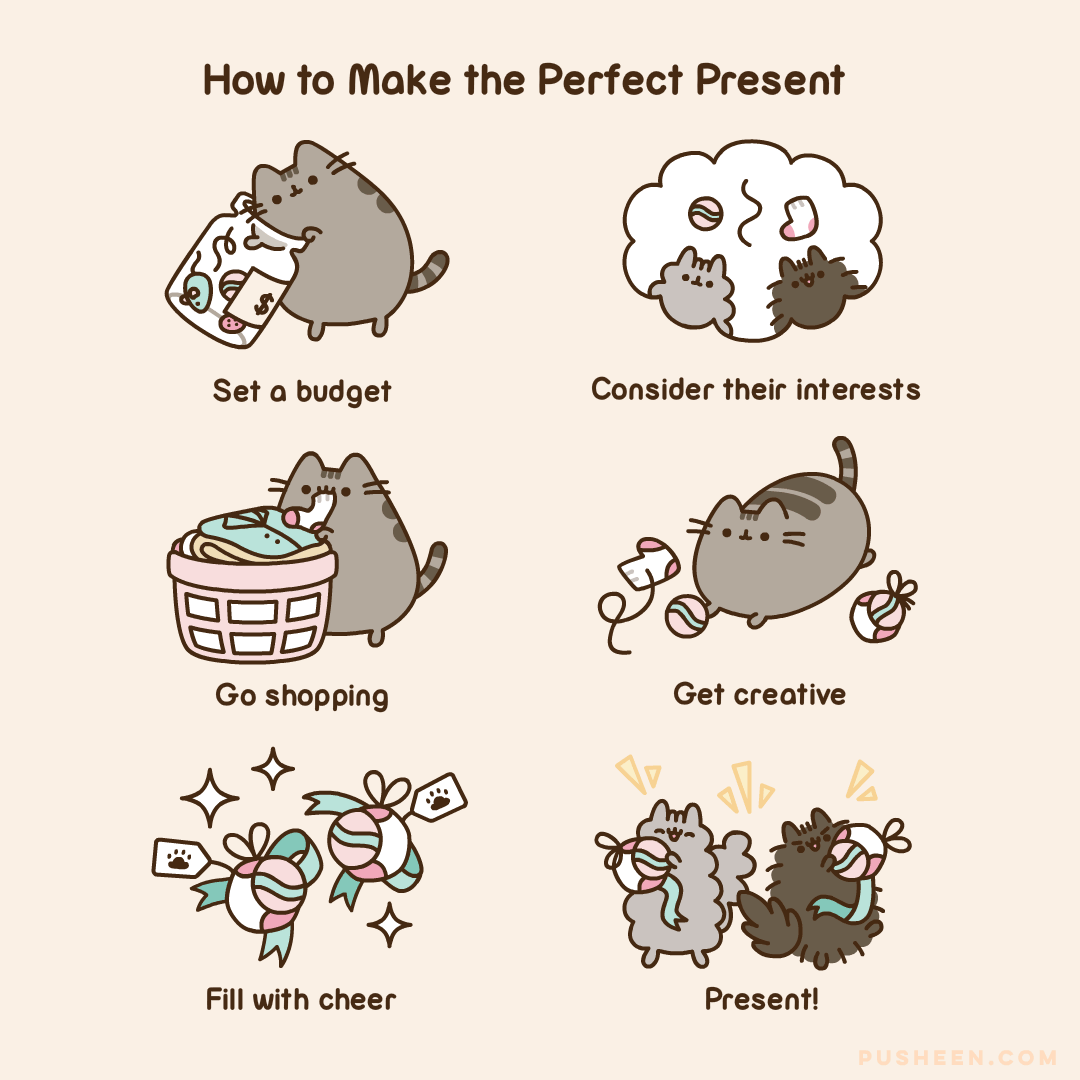 How to Make the Perfect Present
$
Set a budget
Consider their interests
Go shopping
Get creative
Fill with cheer
Present!
PUSHEEN.COM